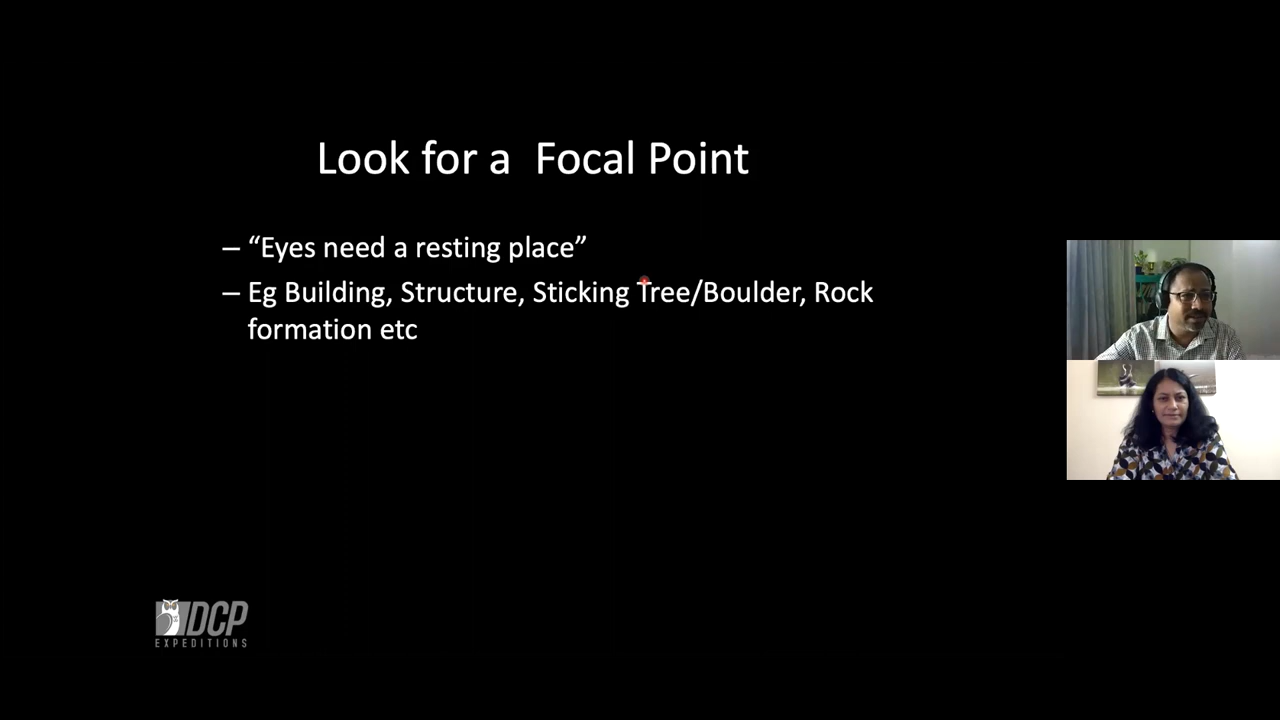 Look for a  Focal Point
– “Eyes need a resting place”
– Eg Building, Structure, Sticking Tree/Boulder, Rock
formation etc
DCP
EXPEDITIONS